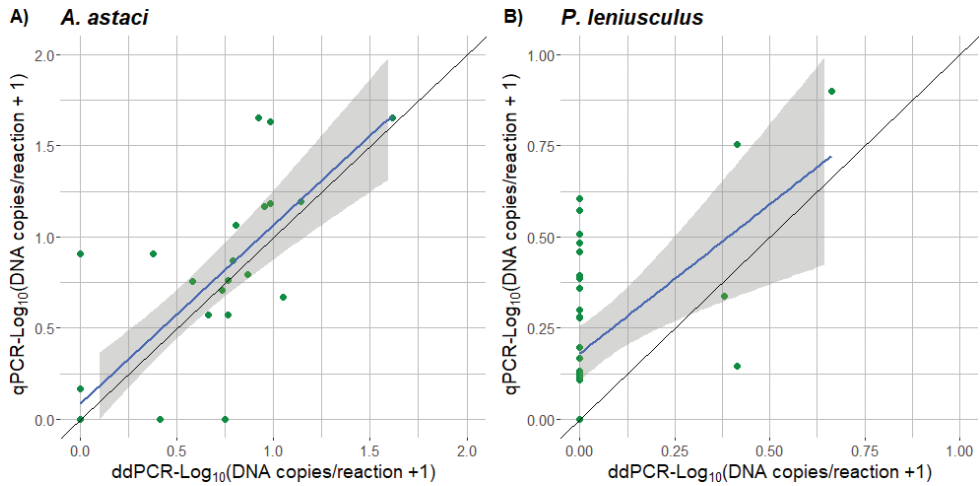 A) A. astaci
2.0
1.5
1.0
0.5
0.0
qPCR-Log10(DNA copies/reaction + 1)
0.0 0.5 1.0 1.5 2.0
ddPCR-Log10(DNA copies/reaction +1)
B) P. leniusculus
1.00
0.75
0.50
0.25
0.00
qPCR-Log10(DNA copies/reaction + 1)
0.00 0.25 0.50 0.75 1.00
ddPCR-Log10(DNA copies/reaction +1)